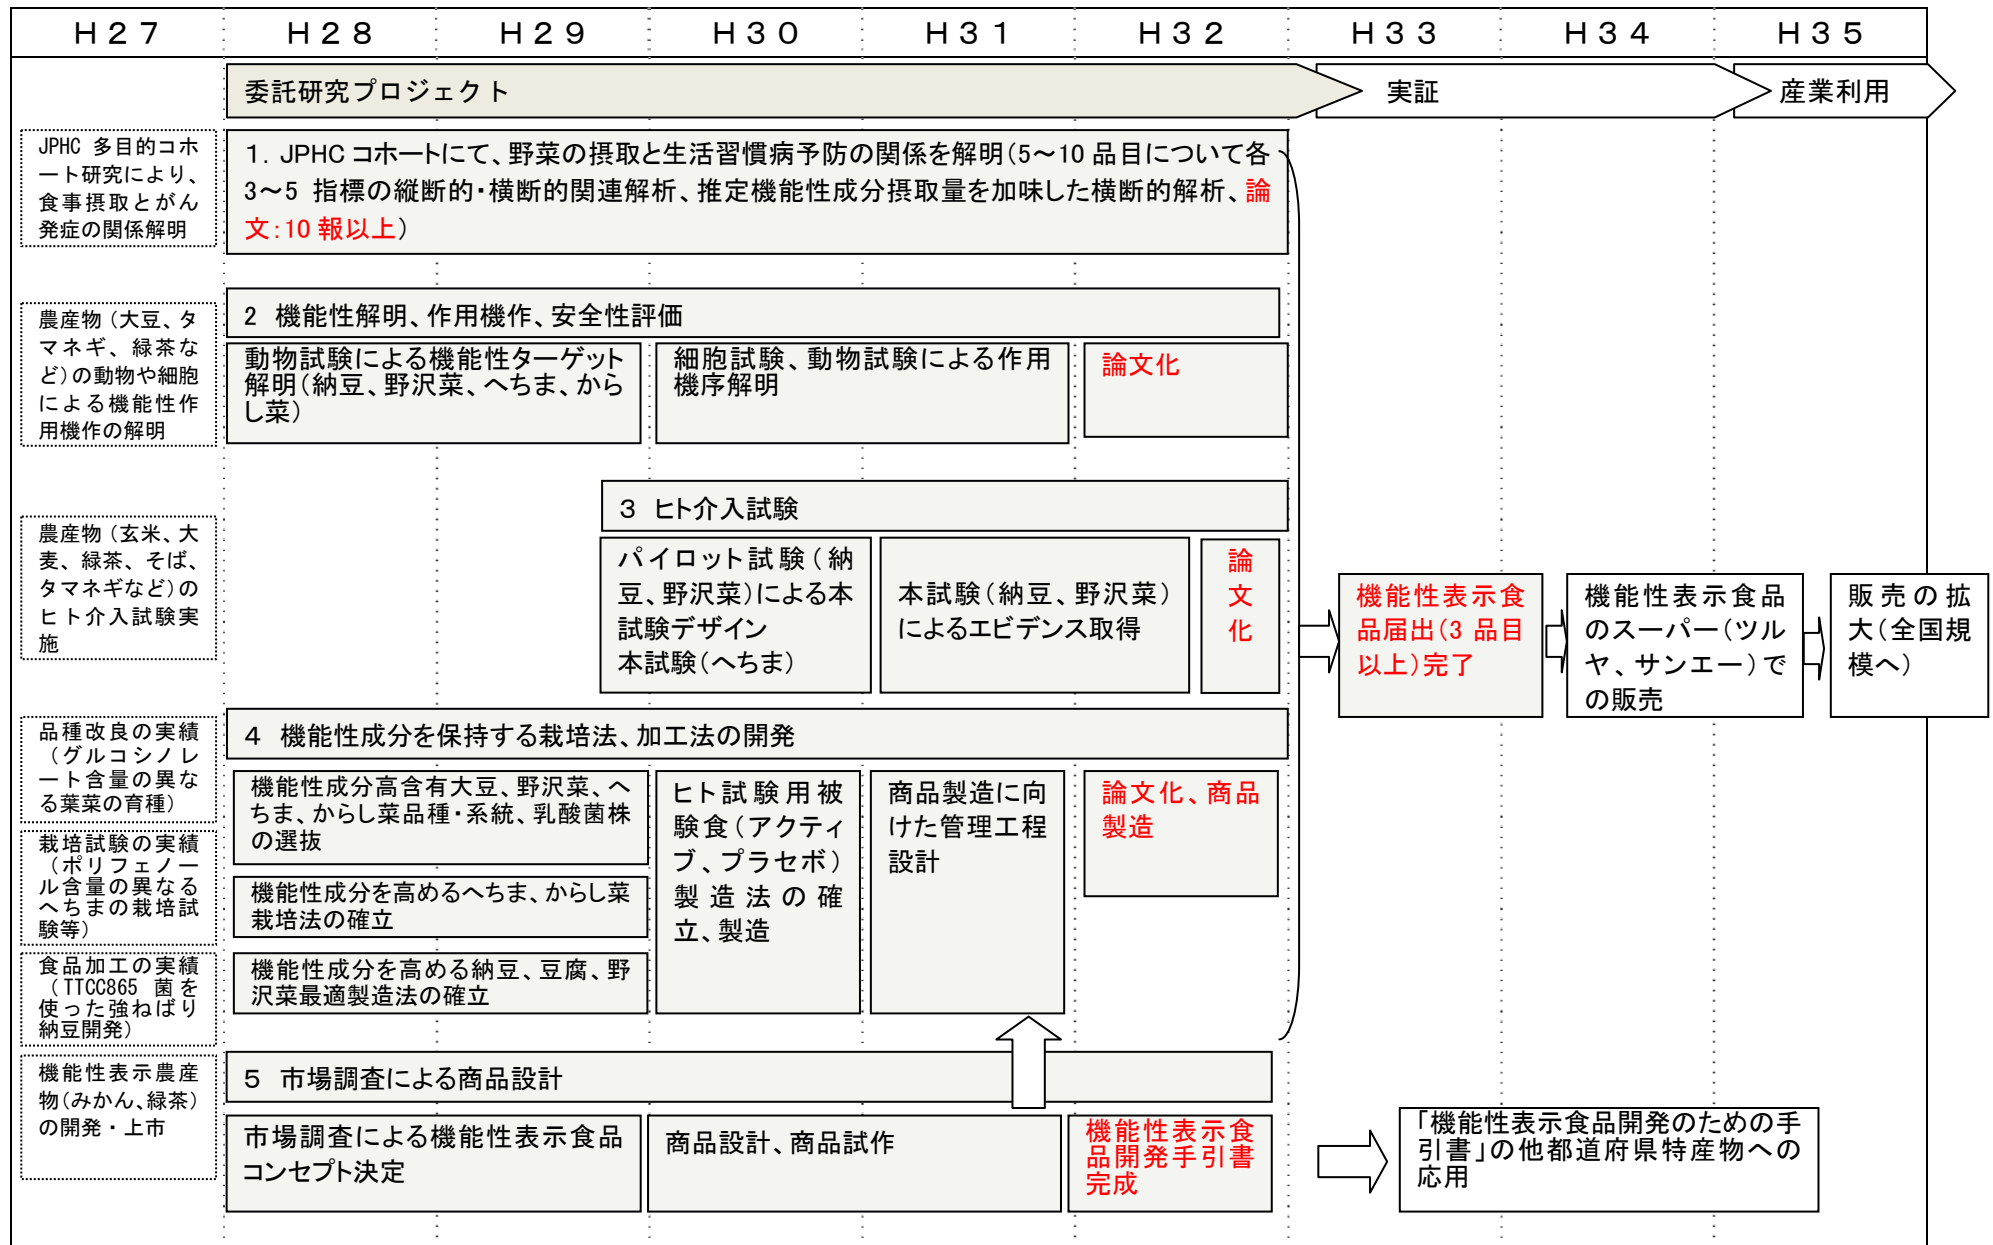 H27 H28 H29 H30 H31 H32 H33 H34 H35
委託研究プロジェクト
実証
産業利用
JPHC 多目的コホ
ート研究により、
食事摂取とがん
発症の関係解明
1．JPHCコホートにて、野菜の摂取と生活習慣病予防の関係を解明（5～10品目について各
3～5 指標の縦断的・横断的関連解析、推定機能性成分摂取量を加味した横断的解析、論
文：10報以上）
農産物（大豆、タ
マネギ、緑茶な
ど）の動物や細胞
による機能性作
用機作の解明
2 機能性解明、作用機作、安全性評価
動物試験による機能性ターゲット
解明（納豆、野沢菜、へちま、から
し菜）
細胞試験、動物試験による作用
機序解明
論文化
農産物（玄米、大
麦、緑茶、そば、
タマネギなど）の
ヒト介入試験実
施
3 ヒト介入試験
パイロット試験（納
豆、野沢菜）による本
試験デザイン
本試験（へちま）
本試験（納豆、野沢菜）
によるエビデンス取得
論
文
化
機能性表示食
品届出（3品目
以上）完了
機能性表示食品
のスーパー（ツル
ヤ、サンエー）で
の販売
販売の拡
大（全国規
模へ）
品種改良の実績
（グルコシノレ
ート含量の異な
る葉菜の育種）
栽培試験の実績
（ポリフェノー
ル含量の異なる
へちまの栽培試
験等）
食品加工の実績
（TTCC865 菌を
使った強ねばり
納豆開発）
4 機能性成分を保持する栽培法、加工法の開発
機能性成分高含有大豆、野沢菜、へ
ちま、からし菜品種・系統、乳酸菌株
の選抜
機能性成分を高めるへちま、からし菜
栽培法の確立
機能性成分を高める納豆、豆腐、野
沢菜最適製造法の確立
ヒト試験用被
験食（アクティ
ブ、プラセボ）
製造法の確
立、製造
商品製造に向
けた管理工程
設計
論文化、商品
製造
機能性表示農産
物（みかん、緑茶）
の開発・上市
5 市場調査による商品設計
市場調査による機能性表示食品
コンセプト決定
商品設計、商品試作
機能性表示食
品開発手引書
完成
「機能性表示食品開発のための手
引書」の他都道府県特産物への
応用